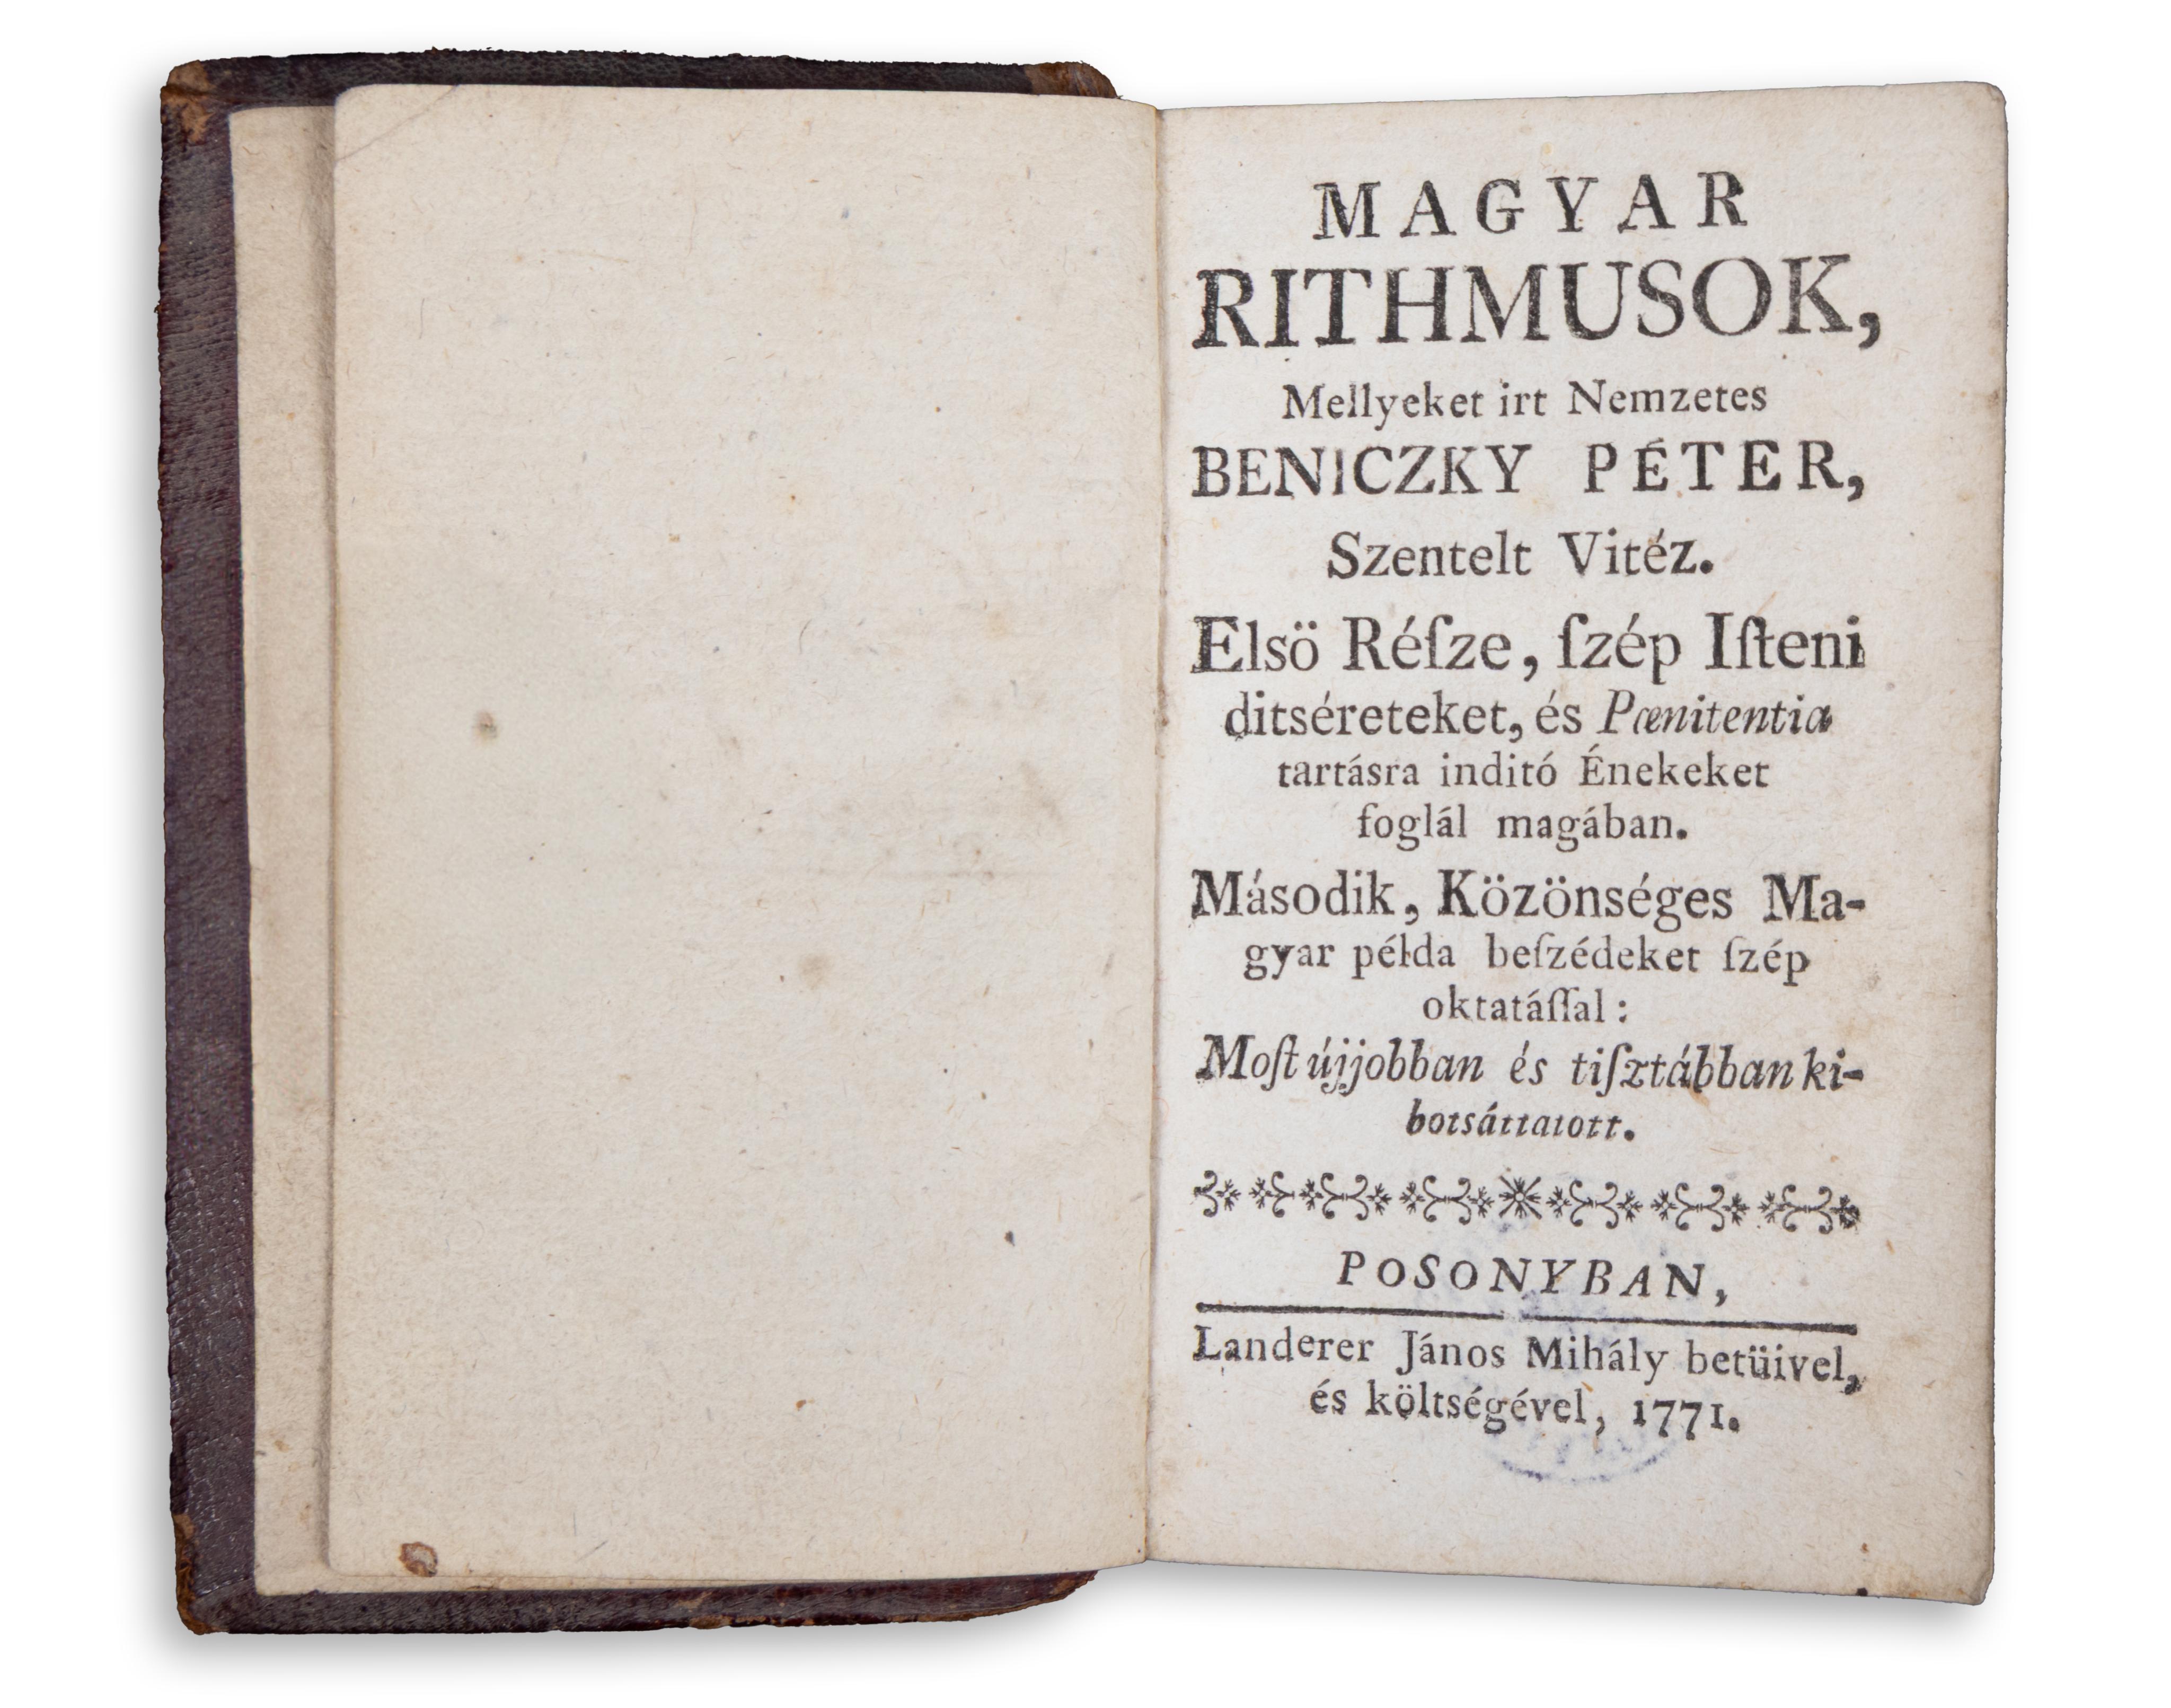 MAGYAR
RITHMUSOK,
Mellyeket irt Nemzetes
BENICZKY PÉTER,
Szentelt Vitéz.
Elsö Réſze, ſzép Iſteni
ditséreteket, és Pœnitentia
tartásra inditó Énekeket
foglál magában.
Második, Közönséges Ma-
gyar példa beſzédeket ſzép
oktatáſſal:
Moſt újjobban és tiſztábban ki-
botsáttatott.
POSONYBAN,
Landerer János Mihály betüivel,
és költségével, 1771.